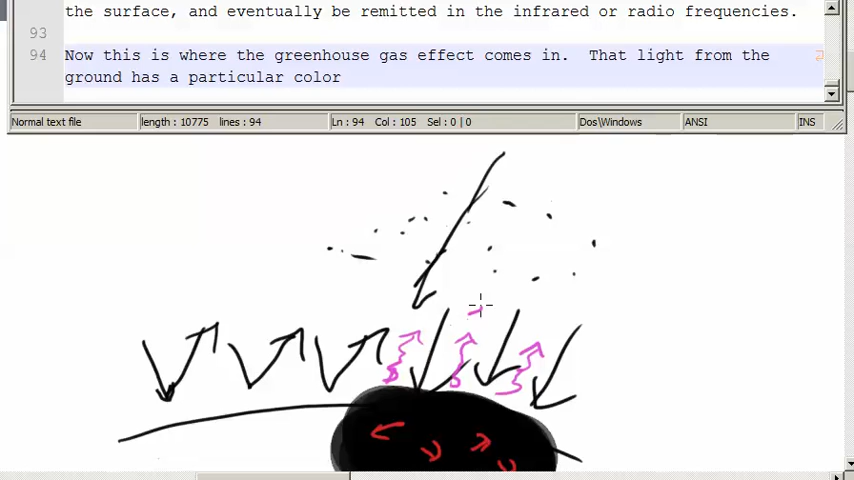 the surface, and eventually be remitted in the infrared or radio frequencies.
93
94 Now this is where the greenhouse gas effect comes in.  That light from the
ground has a particular color
Normal text file length : 10775 lines : 94 Ln : 94 Col : 105 Sel : 0 | 0 Dos\Windows ANSI INS